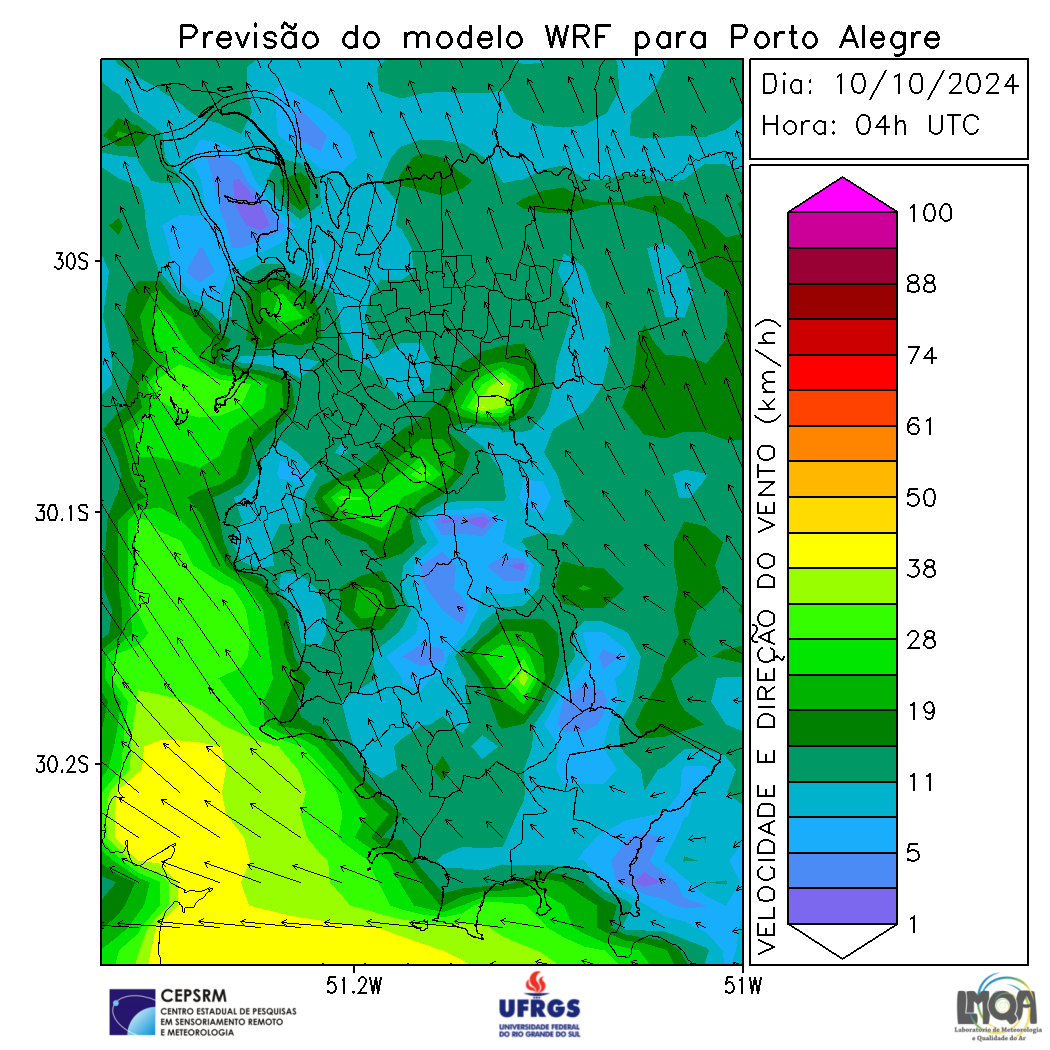 Previsão do modelo WRF para Porto Alegre
Dia: 10/10/2024
Hora: 04h UTC
30S
30.1S
30.2S
51.2W
51W
VELOCIDADE E DIREÇÃO DO VENTO (km/h)
100
88
74
61
50
38
28
19
11
5
1
CEPSRM
CENTRO ESTADUAL DE PESQUISAS
EM SENSORIAMENTO REMOTO
E METEOROLOGIA
UFRGS
UNIVERSIDADE FEDERAL
DO RIO GRANDE DO SUL
LMQA
Laboratório de Meteorologia
e Qualidade do Ar